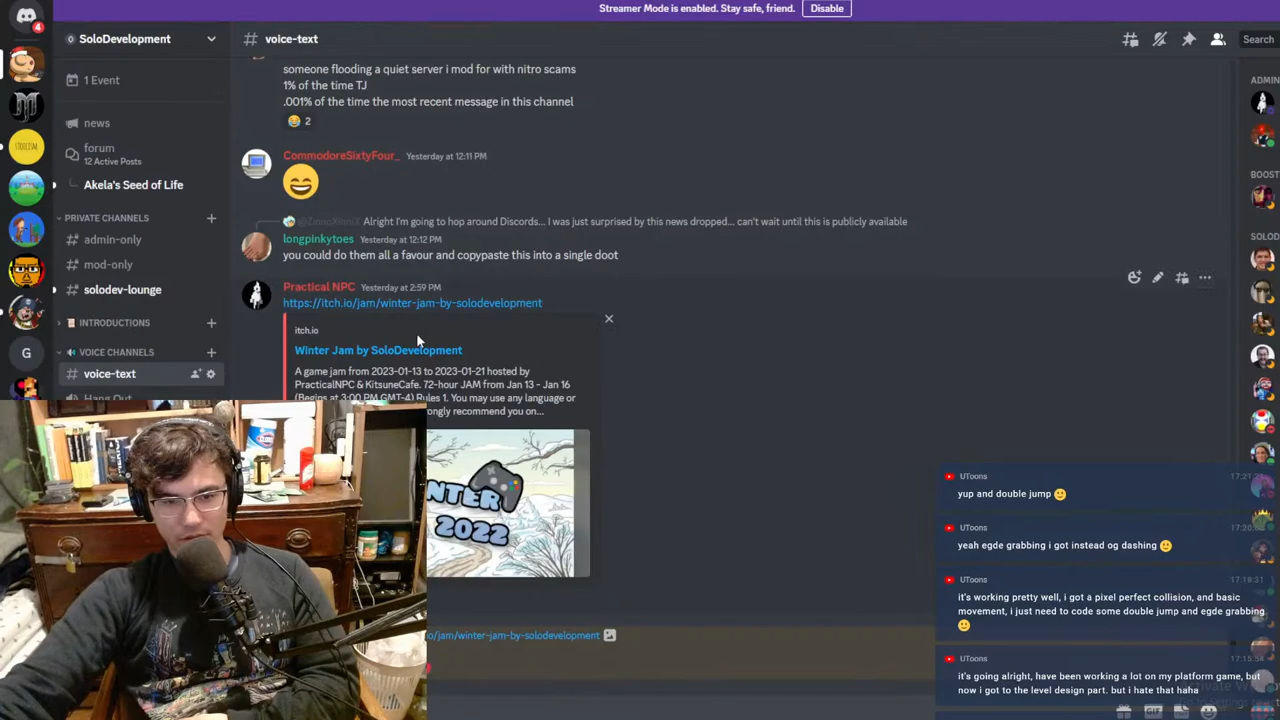 Streamer Mode is enabled. Stay safe, friend. Disable
4
SoloDevelopment
# voice-text
Search
1 Event
news
forum
12 Active Posts
Akela's Seed of Life
PRIVATE CHANNELS
admin-only
mod-only
solodev-lounge
INTRODUCTIONS
VOICE CHANNELS
# voice-text
Hang Out
G
someone flooding a quiet server i mod for with nitro scams
1% of the time TJ
.001% of the time the most recent message in this channel
😂 2
CommodoreSixtyFour_ Yesterday at 12:11 PM
😄
Alright I'm going to hop around Discords... I was just surprised by this news dropped... can't wait until this is publicly available
longpinkytoes Yesterday at 12:12 PM
you could do them all a favour and copypaste this into a single doot
Practical NPC Yesterday at 2:59 PM
https://itch.io/jam/winter-jam-by-solodevelopment
itch.io
Winter Jam by SoloDevelopment
A game jam from 2023-01-13 to 2023-01-21 hosted by
PracticalNPC & KitsuneCafe. 72-hour JAM from Jan 13 - Jan 16
(Begins at 3:00 PM GMT-4) Rules 1. You may use any language or
rongly recommend you on...
NTER
2022
o/jam/winter-jam-by-solodevelopment
ADMIN
BOOST
SOLOD
UToons 17:21:21
yup and double jump 🙂
UToons
yeah egde grabbing i got instead og dashing 🙂
UToons 17:18:31
it's working pretty well, i got a pixel perfect collision, and basic
movement, i just need to code some double jump and egde grabbing
🙂
UToons 17:15:54
it's going alright, have been working a lot on my platform game, but
now i got to the level design part. but i hate that haha
GIF